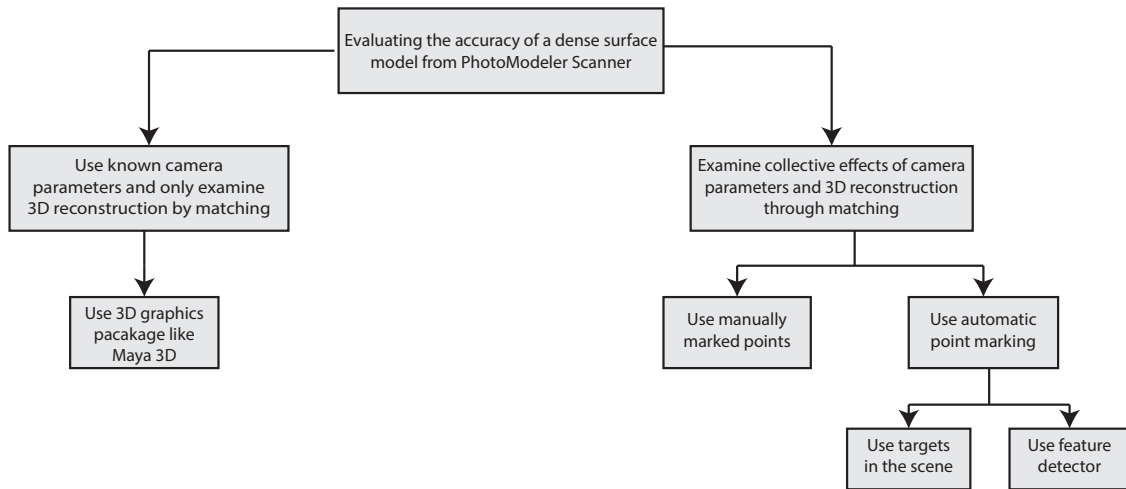 Evaluating the accuracy of a dense surface
model from PhotoModeler Scanner
Use known camera
parameters and only examine
3D reconstruction by matching
Examine collective effects of camera
parameters and 3D reconstruction
through matching
Use 3D graphics
pacakage like
Maya 3D
Use manually
marked points
Use automatic
point marking
Use targets
in the scene
Use feature
detector